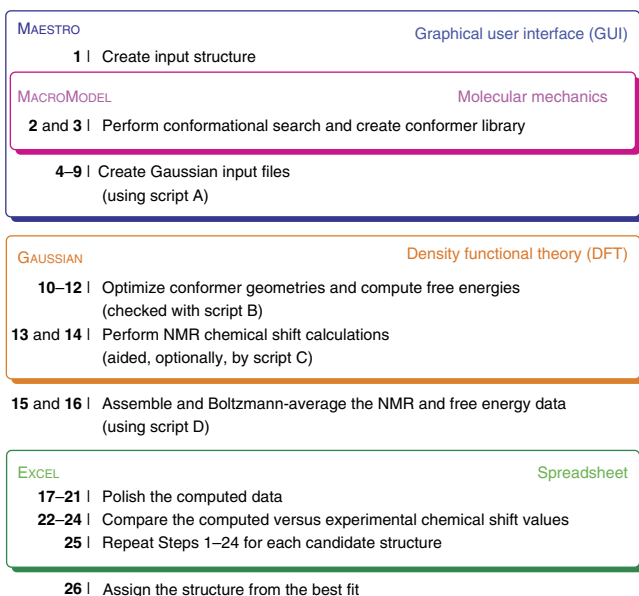 MAESTRO Graphical user interface (GUI)
1 | Create input structure
MACROMODEL Molecular mechanics
2 and 3 | Perform conformational search and create conformer library
4–9 | Create Gaussian input files
(using script A)
GAUSSIAN Density functional theory (DFT)
10–12 | Optimize conformer geometries and compute free energies
(checked with script B)
13 and 14 | Perform NMR chemical shift calculations
(aided, optionally, by script C)
15 and 16 | Assemble and Boltzmann-average the NMR and free energy data
(using script D)
EXCEL Spreadsheet
17–21 | Polish the computed data
22–24 | Compare the computed versus experimental chemical shift values
25 | Repeat Steps 1–24 for each candidate structure
26 | Assign the structure from the best fit